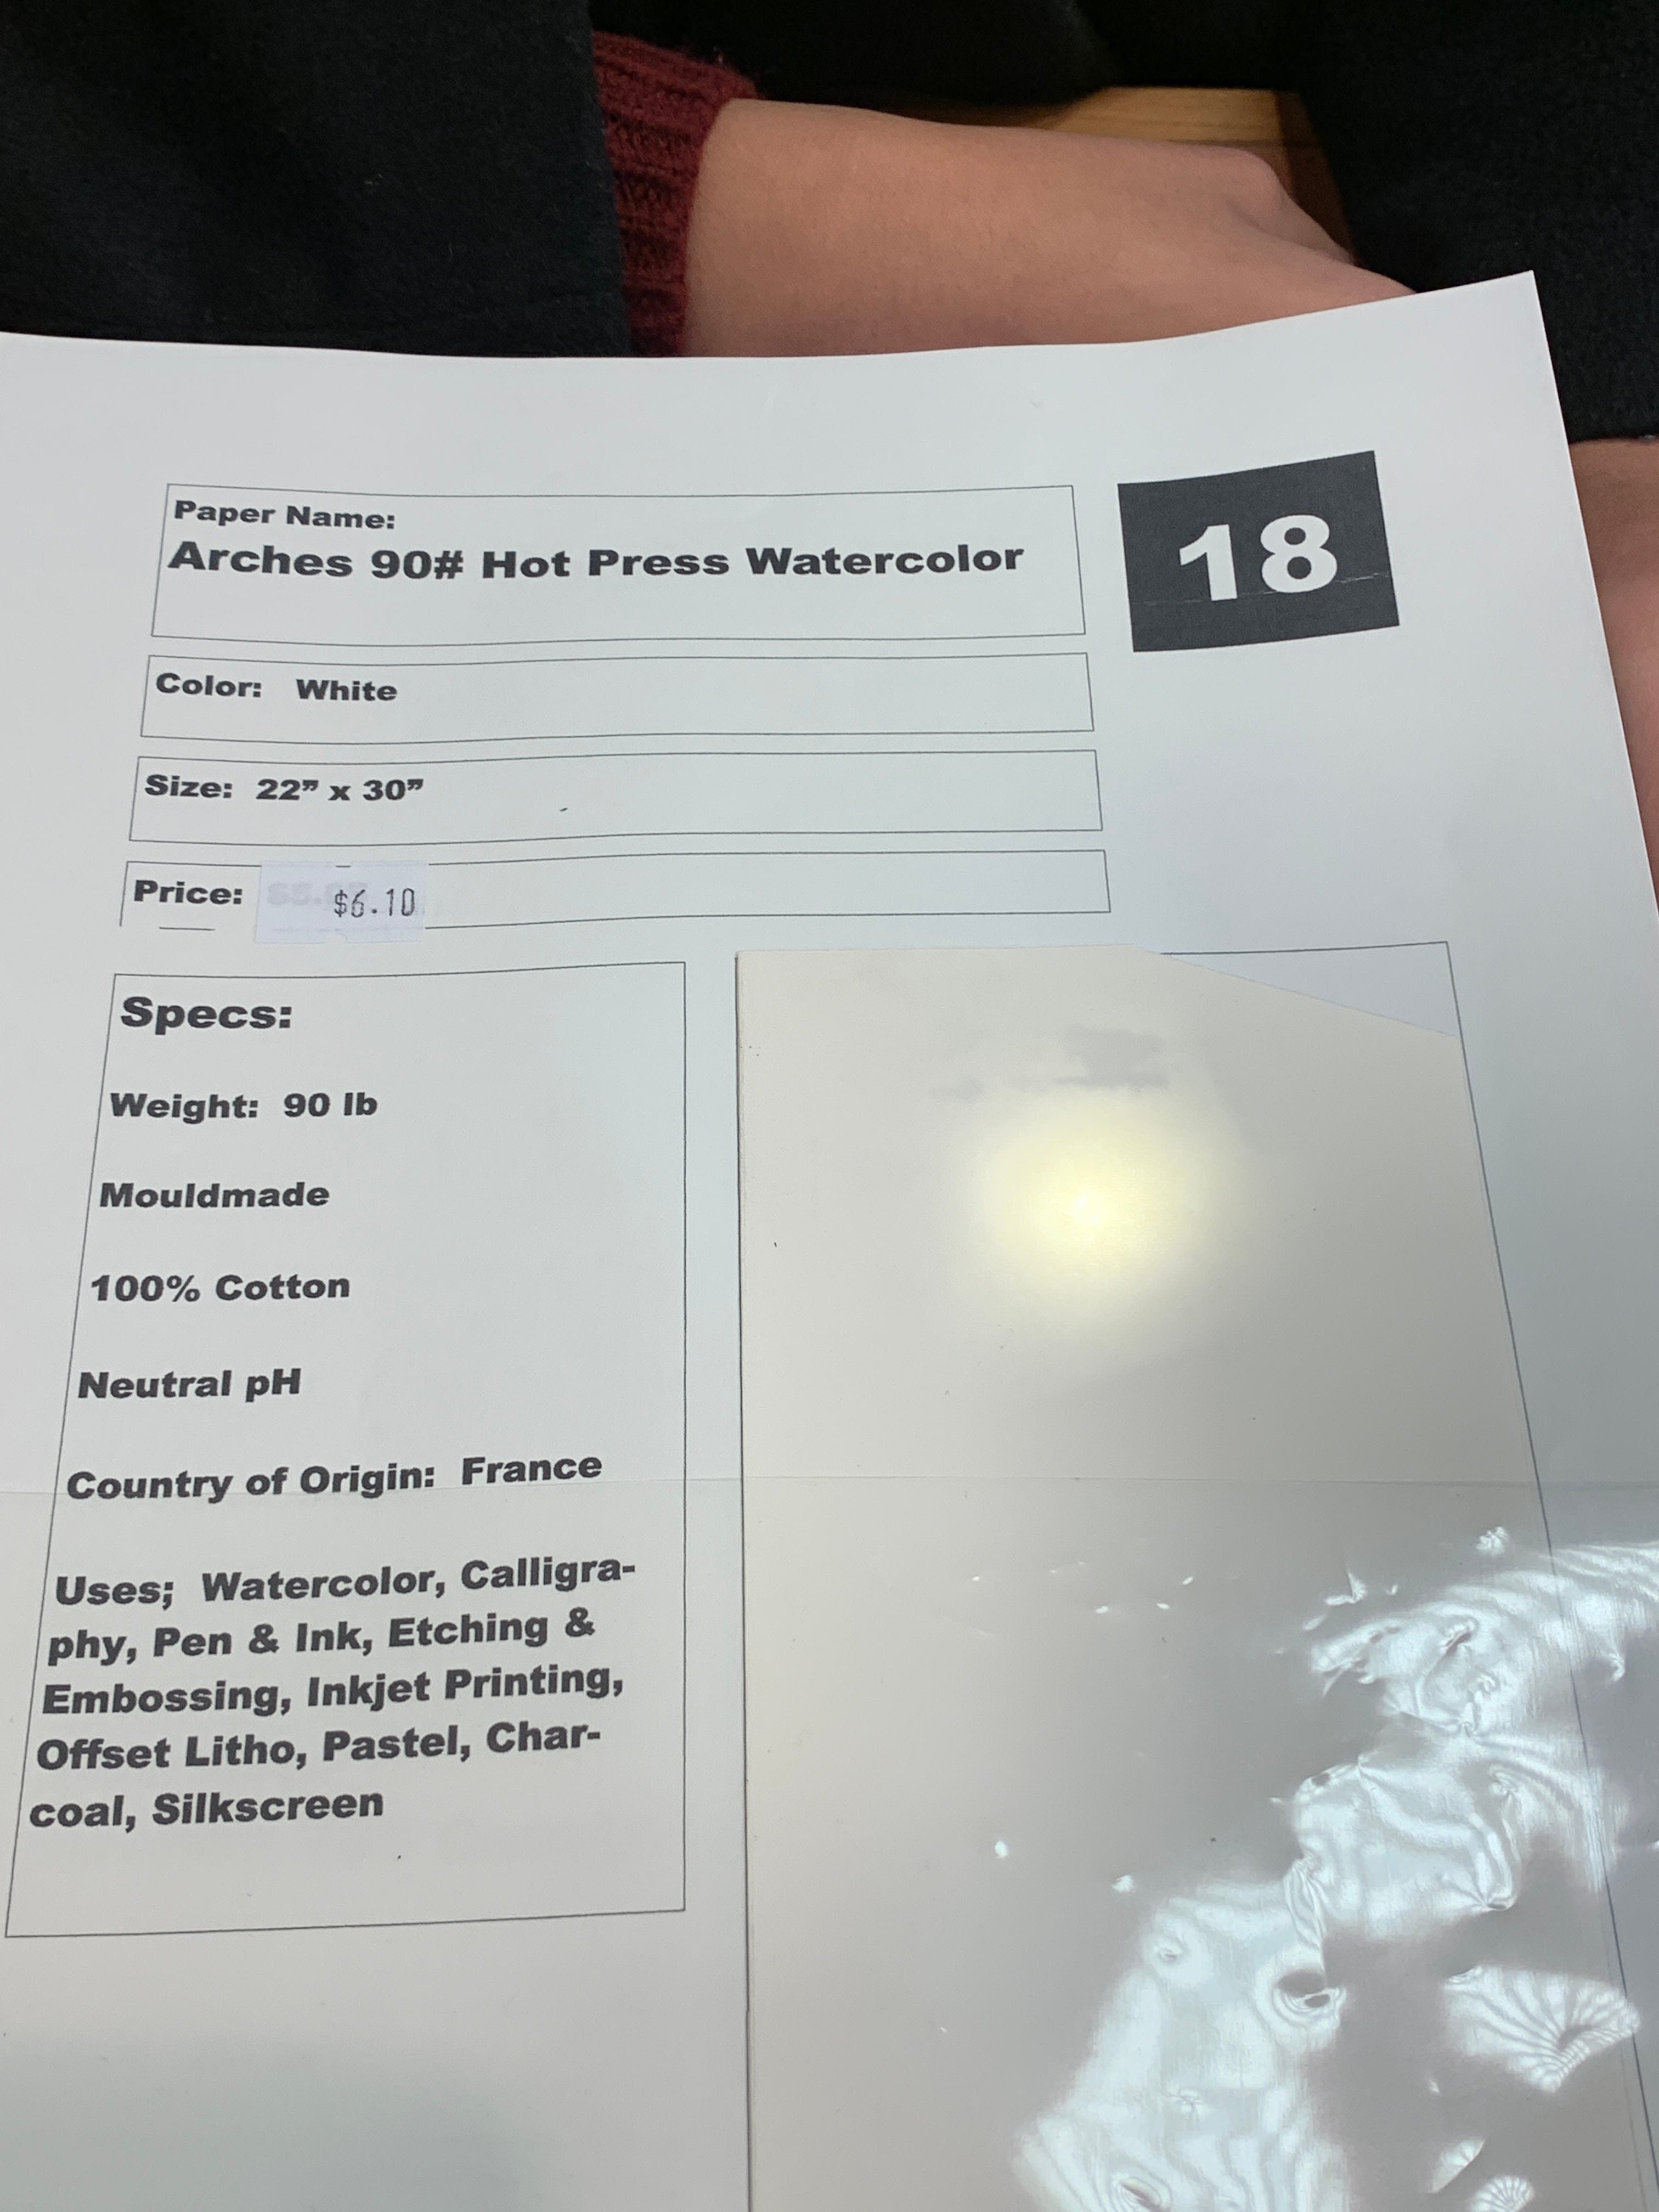 Paper Name:
Arches 90# Hot Press Watercolor
18
Color: White
Size: 22” x 30”
Price: $6.10
Specs:
Weight: 90 lb
Mouldmade
100% Cotton
Neutral pH
Country of Origin: France
Uses; Watercolor, Calligra-
phy, Pen & Ink, Etching &
Embossing, Inkjet Printing,
Offset Litho, Pastel, Char-
coal, Silkscreen